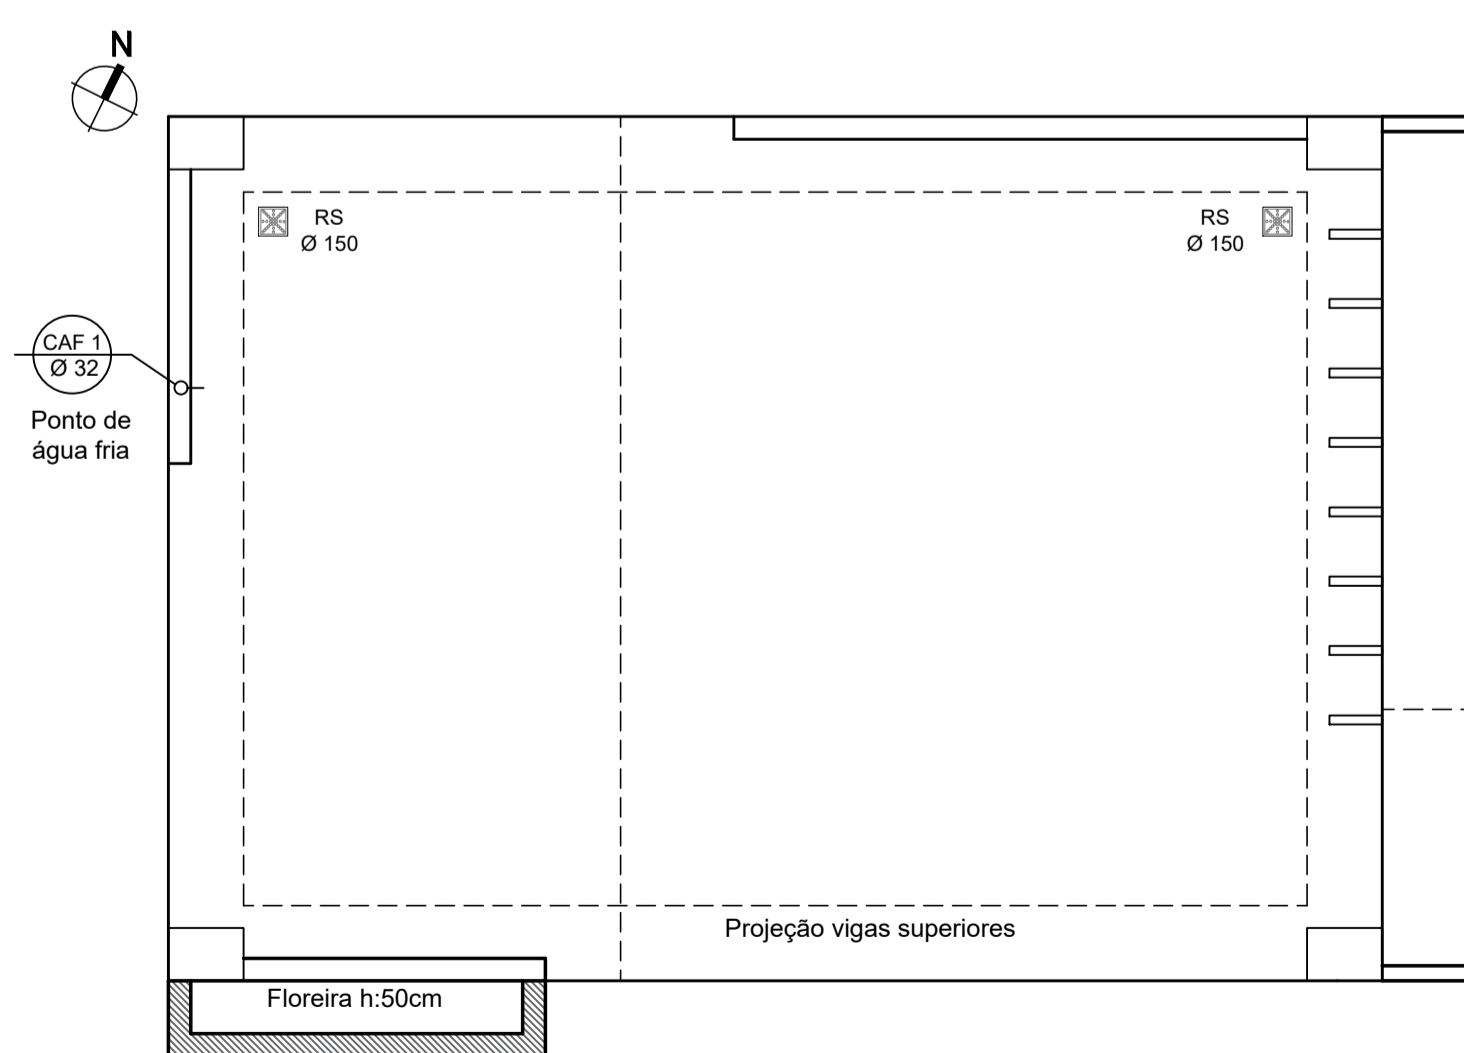 N
RS
Ø 150
RS
Ø 150
CAF 1
Ø 32
Ponto de
água fria
Projeção vigas superiores
Floreira h:50cm